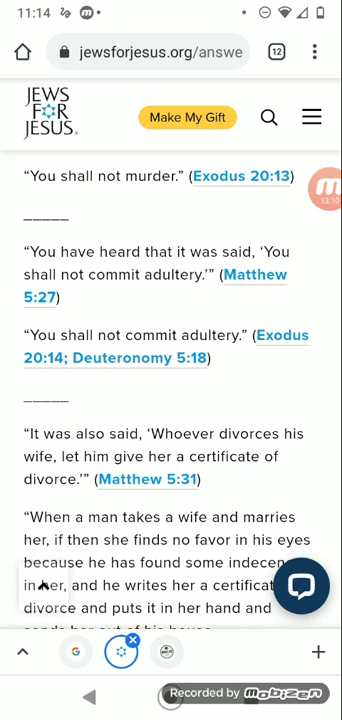 11:14
jewsforjesus.org/answe
12
JEWS
FOR
JESUS
Make My Gift
“You shall not murder.” (Exodus 20:13)
13:10
_____
“You have heard that it was said, ‘You
shall not commit adultery.’” (Matthew
5:27)
“You shall not commit adultery.” (Exodus
20:14; Deuteronomy 5:18)
_____
“It was also said, ‘Whoever divorces his
wife, let him give her a certificate of
divorce.’” (Matthew 5:31)
“When a man takes a wife and marries
her, if then she finds no favor in his eyes
because he has found some indecen
in her, and he writes her a certificat
divorce and puts it in her hand and
Recorded by mobizen